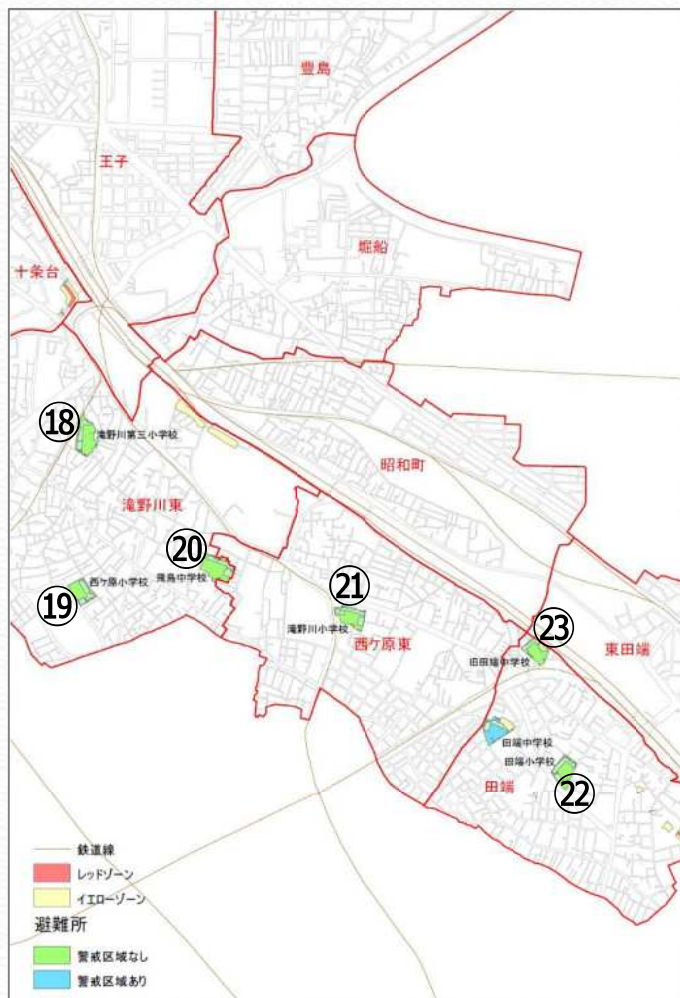 豊島
王子
堀船
十条台
⑱
滝野川第三小学校
昭和町
滝野川東
⑳
飛鳥中学校
西ケ原小学校
⑲
㉑
滝野川小学校
西ケ原東
㉓
旧田端中学校
東田端
田端中学校
田端小学校
田端
㉒
鉄道線
レッドゾーン
イエローゾーン
避難所
警戒区域なし
警戒区域あり